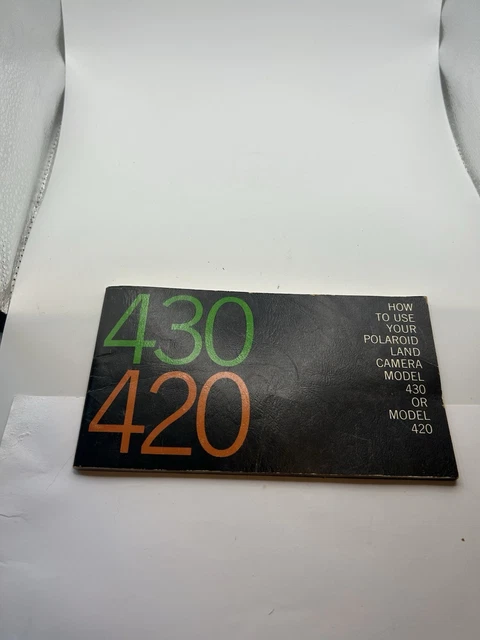 430
420
HOW
TO USE
YOUR
POLAROID
LAND
CAMERA
MODEL
430
OR
MODEL
420